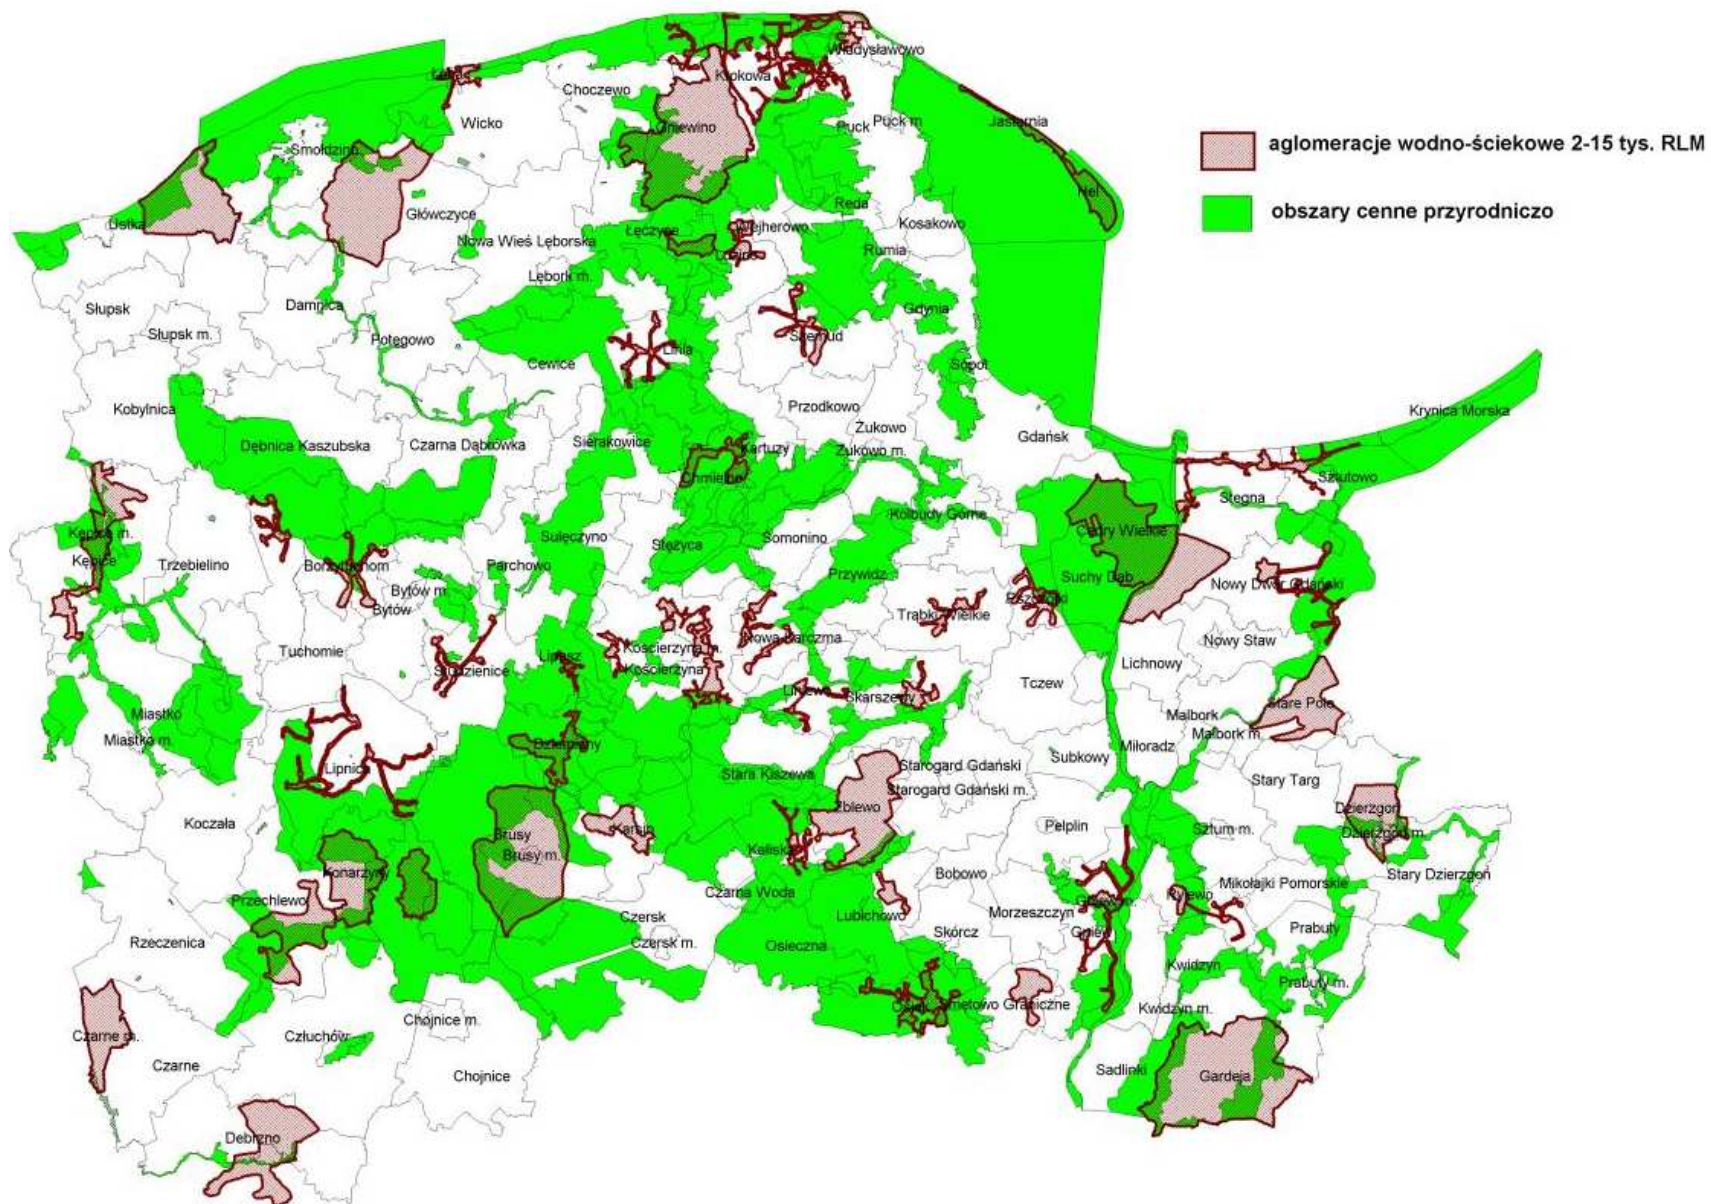 aglomeracje wodno-ściekowe 2-15 tys. RLM
obszary cenne przyrodniczo
Władysławowo
Krokowa
Choczewo
Wicko
Gniewino
Puck
Puck m.
Jastarnia
Smołdzino
Hel
Ustka
Główczyce
Reda
Kosakowo
Łęczyce
Wejherowo
Nowa Wieś Lęborska
Luzino
Rumia
Lębork m.
Słupsk
Damnica
Gdynia
Słupsk m.
Potęgowo
Szemud
Linia
Cewice
Sopot
Kobylnica
Przodkowo
Krynica Morska
Dębnica Kaszubska
Czarna Dąbrówka
Sierakowice
Żukowo
Gdańsk
Kartuzy
Żukowo m.
Chmielno
Sztutowo
Stegna
Kolbudy Górne
Kępice m.
Cedry Wielkie
Sulęczyno
Stężyca
Somonino
Kępice
Trzebielino
Borzytuchom
Parchowo
Przywidz
Suchy Dąb
Nowy Dwór Gdański
Bytów m.
Bytów
Pszczółki
Trąbki Wielkie
Nowa Karczma
Nowy Staw
Tuchomie
Kościerzyna m.
Lipusz
Kościerzyna
Studzienice
Lichnowy
Tczew
Liniewo
Skarszewy
Stare Pole
Miastko
Malbork
Miastko m.
Malbork m.
Dziemiany
Miłoradz
Lipnica
Subkowy
Starogard Gdański
Stara Kiszewa
Stary Targ
Starogard Gdański m.
Zblewo
Dzierzgoń
Koczała
Karsin
Pelplin
Sztum m.
Brusy
Dzierzgoń m.
Kaliska
Brusy m.
Konarzyny
Bobowo
Stary Dzierzgoń
Mikołajki Pomorskie
Czarna Woda
Przechlewo
Ryjewo
Lubichowo
Morzeszczyn
Czersk
Skórcz
Gniew
Prabuty
Rzeczenica
Czersk m.
Osieczna
Kwidzyn
Prabuty m.
Smętowo Graniczne
Kwidzyn m.
Chojnice m.
Człuchów
Czarne m.
Czarne
Sadlinki
Gardeja
Chojnice
Debrzno